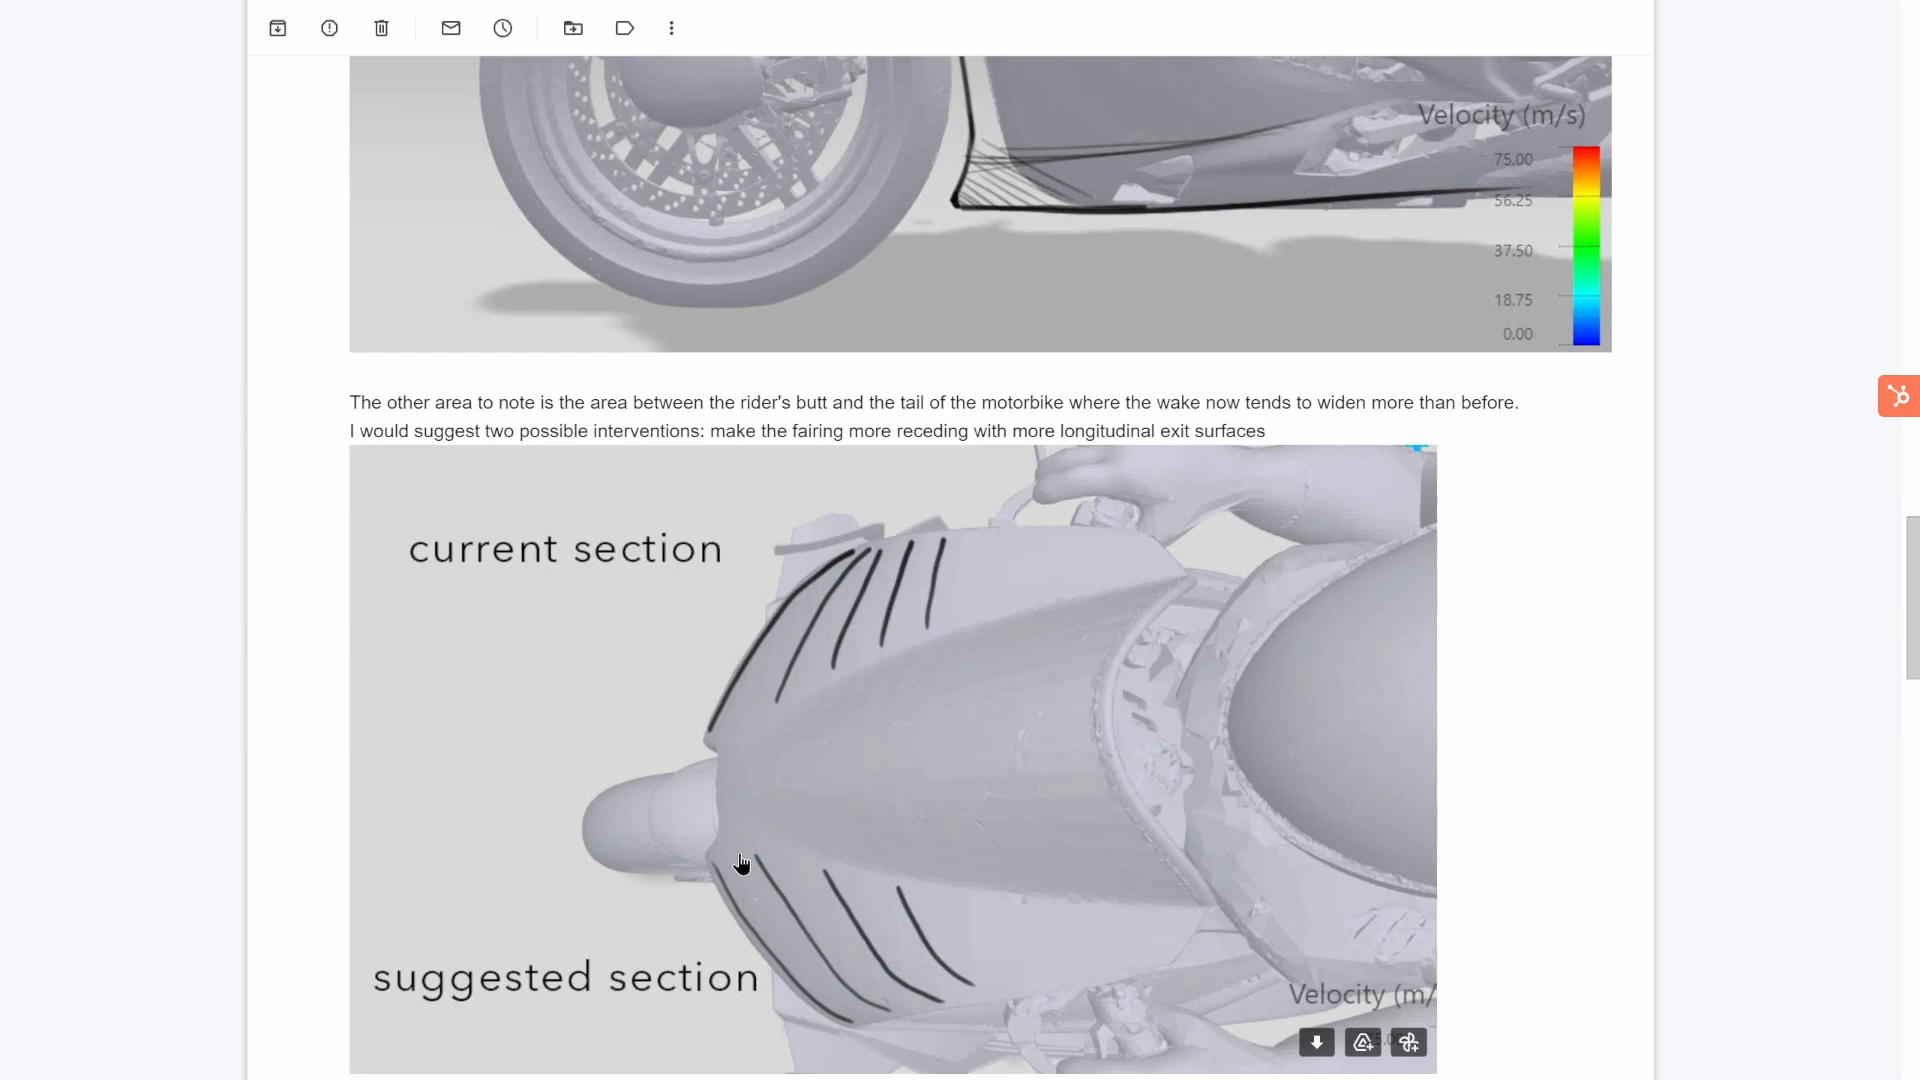 Velocity (m/s)
75.00
56.25
37.50
18.75
0.00
The other area to note is the area between the rider's butt and the tail of the motorbike where the wake now tends to widen more than before.
I would suggest two possible interventions: make the fairing more receding with more longitudinal exit surfaces
current section
suggested section
Velocity (m/